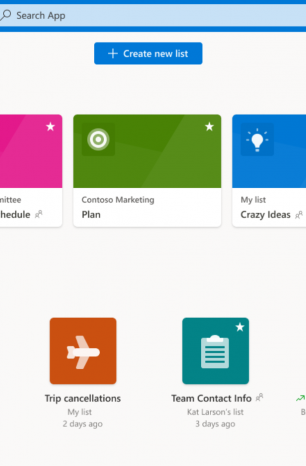 Search App
Create new list
mittee
hedule
Contoso Marketing
Plan
My list
Crazy Ideas
Trip cancellations
My list
2 days ago
Team Contact Info
Kat Larson's list
3 days ago
B